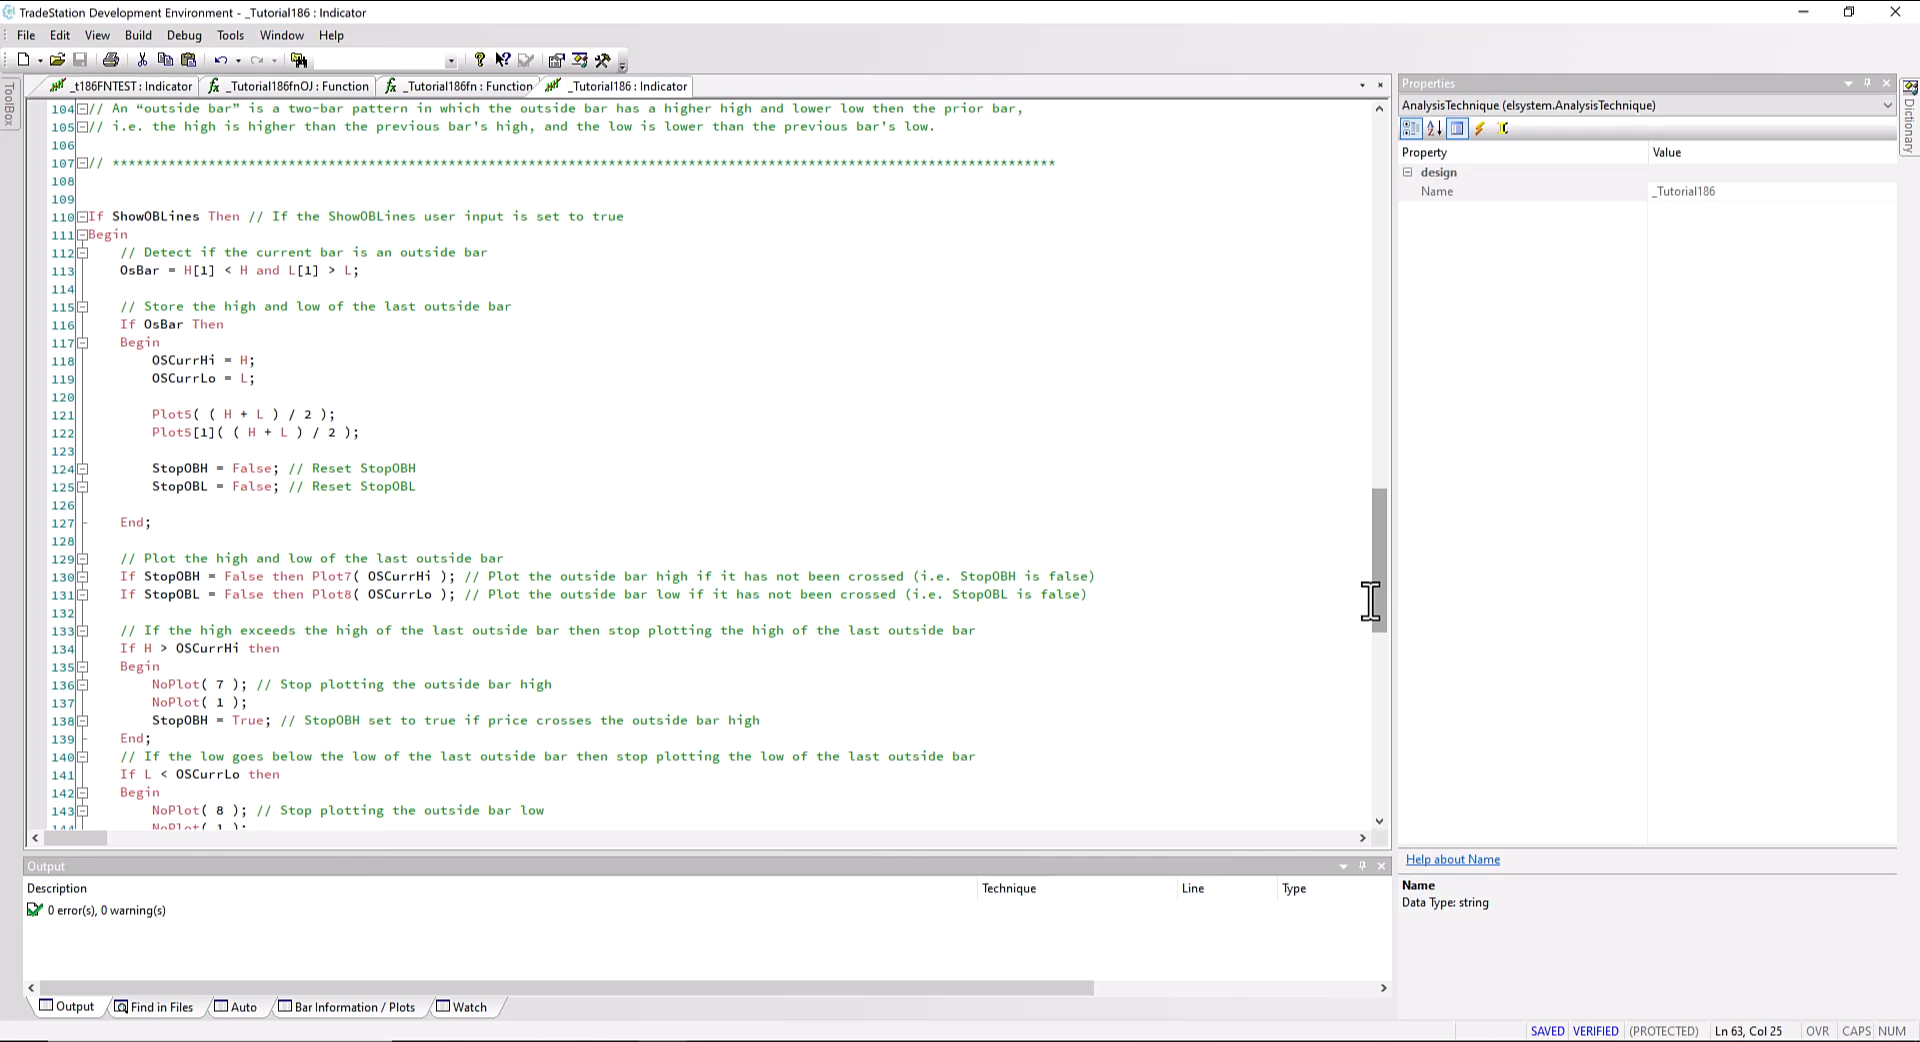 TradeStation Development Environment - _Tutorial186 : Indicator
File Edit View Build Debug Tools Window Help
ToolBox
_t186FNTEST : Indicator _Tutorial186fnOJ : Function _Tutorial186fn : Function _Tutorial186 : Indicator
104 // An “outside bar” is a two-bar pattern in which the outside bar has a higher high and lower low then the prior bar,
105 // i.e. the high is higher than the previous bar’s high, and the low is lower than the previous bar’s low.
106
107 // **********************************************************************************************************************
108
109
110 If ShowOBLines Then // If the ShowOBLines user input is set to true
111 Begin
112 // Detect if the current bar is an outside bar
113 OsBar = H[1] < H and L[1] > L;
114
115 // Store the high and low of the last outside bar
116 If OsBar Then
117 Begin
118 OSCurrHi = H;
119 OSCurrLo = L;
120
121 Plot5( ( H + L ) / 2 );
122 Plot5[1]( ( H + L ) / 2 );
123
124 StopOBH = False; // Reset StopOBH
125 StopOBL = False; // Reset StopOBL
126
127 End;
128
129 // Plot the high and low of the last outside bar
130 If StopOBH = False then Plot7( OSCurrHi ); // Plot the outside bar high if it has not been crossed (i.e. StopOBH is false)
131 If StopOBL = False then Plot8( OSCurrLo ); // Plot the outside bar low if it has not been crossed (i.e. StopOBL is false)
132
133 // If the high exceeds the high of the last outside bar then stop plotting the high of the last outside bar
134 If H > OSCurrHi then
135 Begin
136 NoPlot( 7 ); // Stop plotting the outside bar high
137 NoPlot( 1 );
138 StopOBH = True; // StopOBH set to true if price crosses the outside bar high
139 End;
140 // If the low goes below the low of the last outside bar then stop plotting the low of the last outside bar
141 If L < OSCurrLo then
142 Begin
143 NoPlot( 8 ); // Stop plotting the outside bar low
144 NoPlot( 1 );
Output
Description Technique Line Type
0 error(s), 0 warning(s)
Output Find in Files Auto Bar Information / Plots Watch
Properties
AnalysisTechnique (elsystem.AnalysisTechnique)
Property Value
design
Name _Tutorial186
Help about Name
Name
Data Type: string
Dictionary
SAVED VERIFIED (PROTECTED) Ln 63, Col 25 OVR CAPS NUM